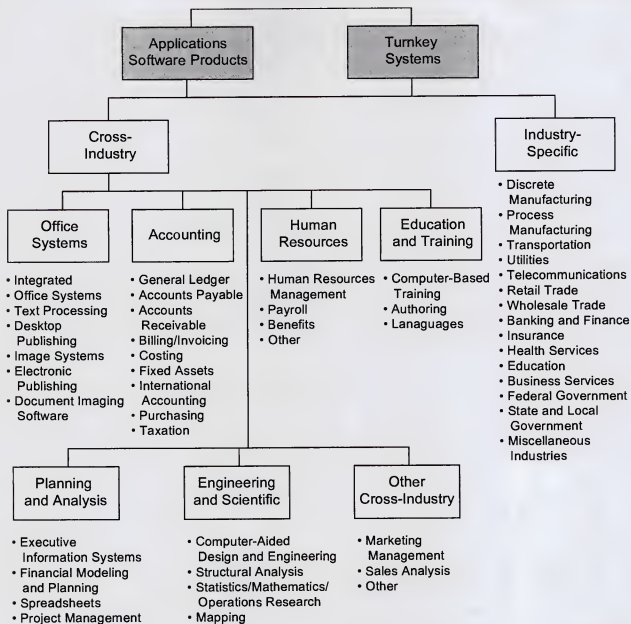 Applications
Software Products
Turnkey
Systems
Cross-
Industry
Industry-
Specific
• Discrete
Manufacturing
• Process
Manufacturing
• Transportation
• Utilities
• Telecommunications
• Retail Trade
• Wholesale Trade
• Banking and Finance
• Insurance
• Health Services
• Education
• Business Services
• Federal Government
• State and Local
Government
• Miscellaneous
Industries
Office
Systems
• Integrated
• Office Systems
• Text Processing
• Desktop
Publishing
• Image Systems
• Electronic
Publishing
• Document Imaging
Software
Accounting
• General Ledger
• Accounts Payable
• Accounts
Receivable
• Billing/Invoicing
• Costing
• Fixed Assets
• International
Accounting
• Purchasing
• Taxation
Human
Resources
• Human Resources
Management
• Payroll
• Benefits
• Other
Education
and Training
• Computer-Based
Training
• Authoring
• Lanaguages
Planning
and Analysis
• Executive
Information Systems
• Financial Modeling
and Planning
• Spreadsheets
• Project Management
Engineering
and Scientific
• Computer-Aided
Design and Engineering
• Structural Analysis
• Statistics/Mathematics/
Operations Research
• Mapping
Other
Cross-Industry
• Marketing
Management
• Sales Analysis
• Other